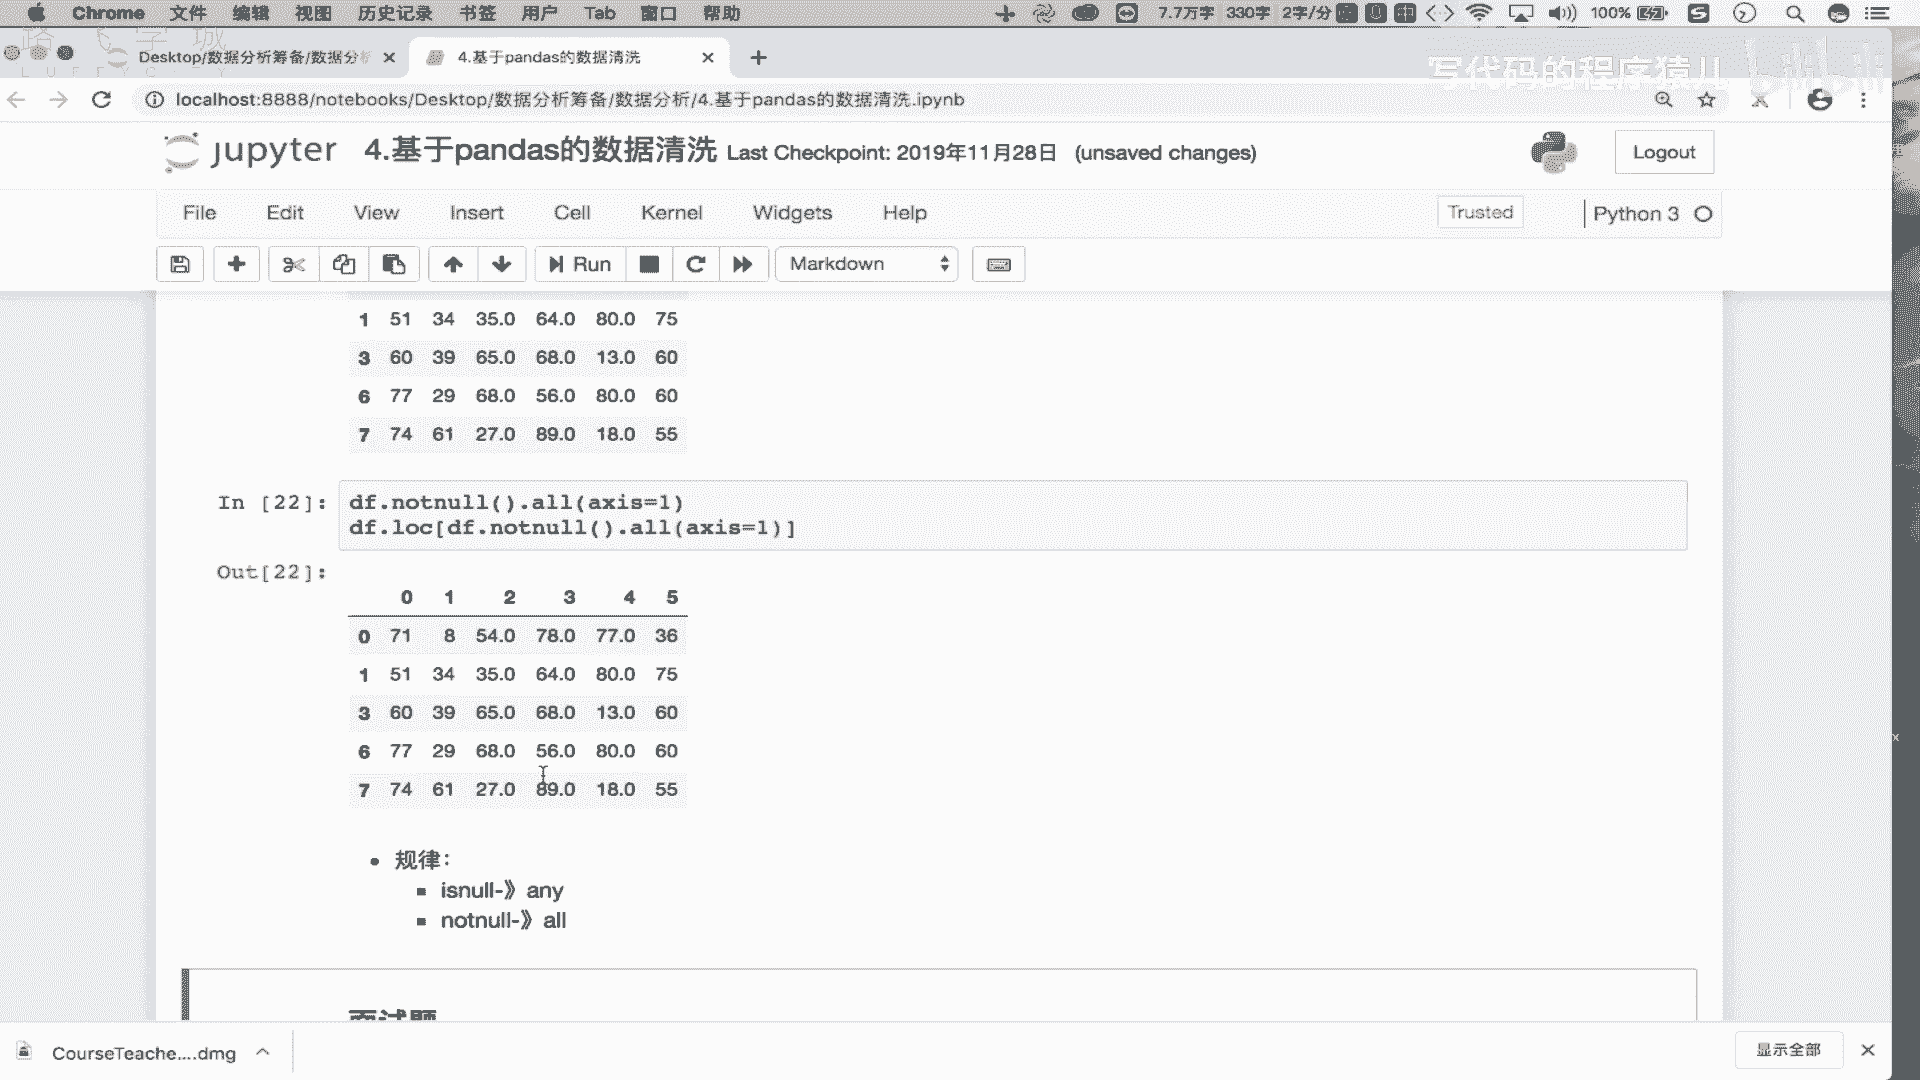 Chrome 文件 编辑 视图 历史记录 书签 用户 Tab 窗口 帮助 7.7万字 330字 2字/分 100%
Desktop/数据分析筹备/数据分析
4.基于pandas的数据清洗
写代码的程序猿儿 bilibili
localhost:8888/notebooks/Desktop/数据分析筹备/数据分析/4.基于pandas的数据清洗.ipynb
jupyter 4.基于pandas的数据清洗 Last Checkpoint: 2019年11月28日 (unsaved changes)
Logout
File Edit View Insert Cell Kernel Widgets Help Trusted Python 3
Run Markdown
1 51 34 35.0 64.0 80.0 75
3 60 39 65.0 68.0 13.0 60
6 77 29 68.0 56.0 80.0 60
7 74 61 27.0 89.0 18.0 55
In [22]: df.notnull().all(axis=1)
df.loc[df.notnull().all(axis=1)]
Out[22]:
0 1 2 3 4 5
0 71 8 54.0 78.0 77.0 36
1 51 34 35.0 64.0 80.0 75
3 60 39 65.0 68.0 13.0 60
6 77 29 68.0 56.0 80.0 60
7 74 61 27.0 89.0 18.0 55
规律：
isnull-》any
notnull-》all
面试题
CourseTeache....dmg
显示全部